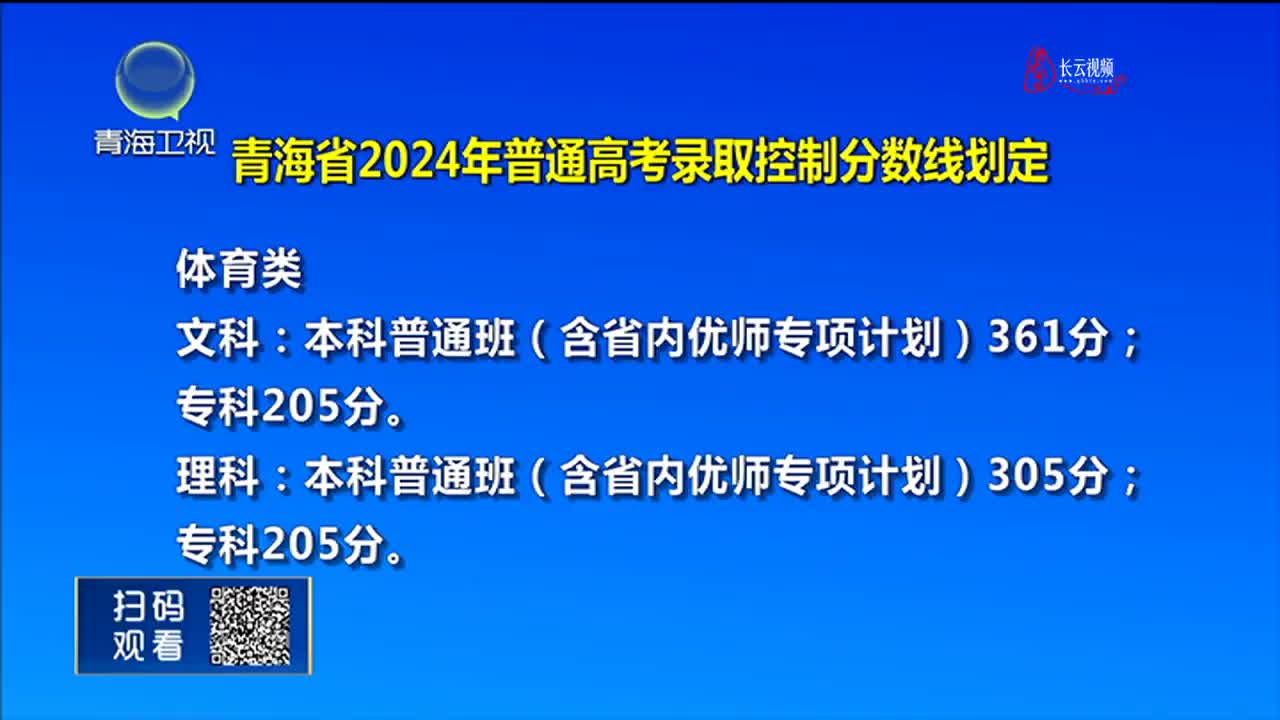 青海卫视
长云视频
青海省2024年普通高考录取控制分数线划定
体育类
文科：本科普通班（含省内优师专项计划）361分；
专科205分。
理科：本科普通班（含省内优师专项计划）305分；
专科205分。
扫码
观看